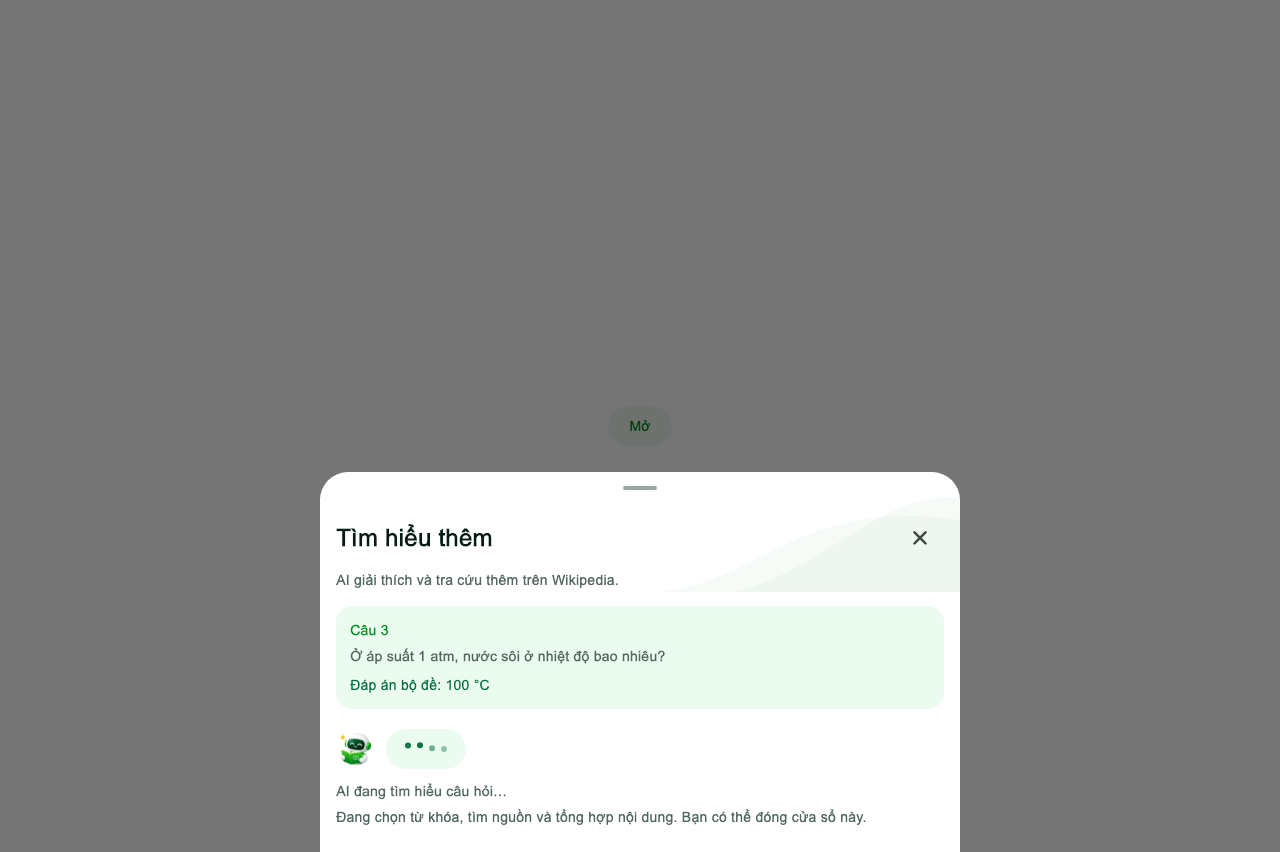 Mở
Tìm hiểu thêm
AI giải thích và tra cứu thêm trên Wikipedia.
Câu 3
Ở áp suất 1 atm, nước sôi ở nhiệt độ bao nhiêu?
Đáp án bộ đề: 100 °C
AI đang tìm hiểu câu hỏi…
Đang chọn từ khóa, tìm nguồn và tổng hợp nội dung. Bạn có thể đóng cửa sổ này.